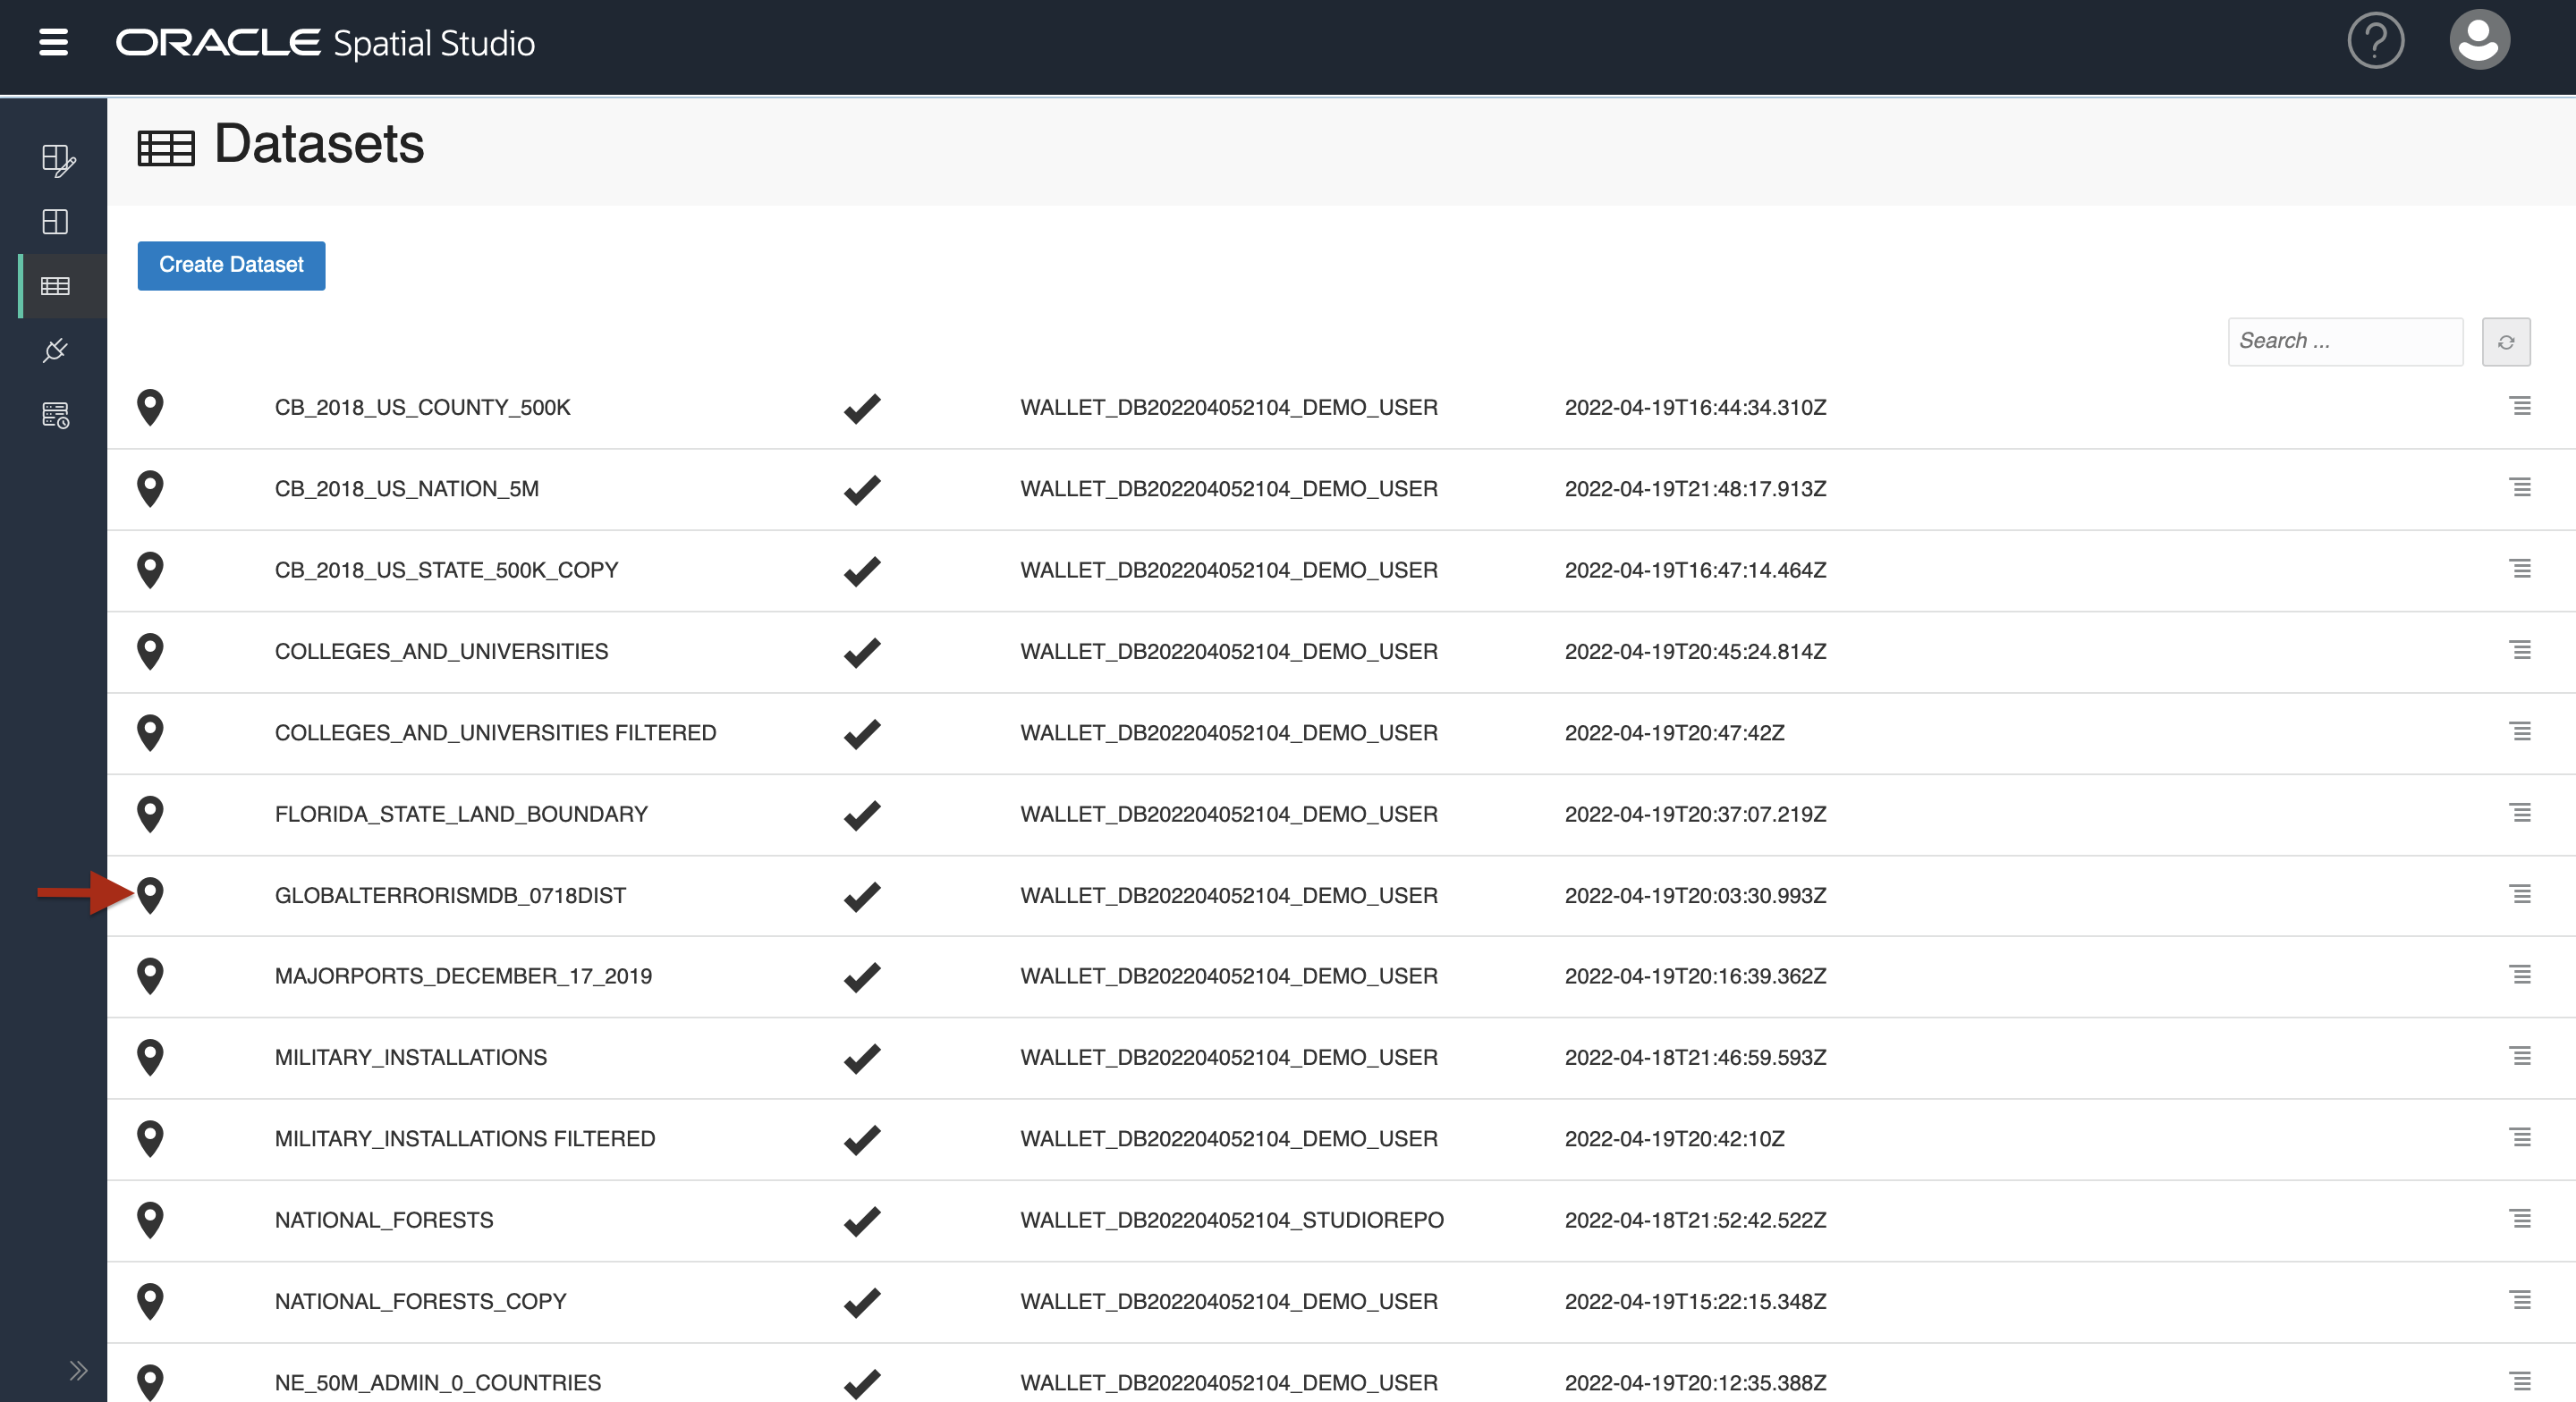 ORACLE Spatial Studio
Datasets
Create Dataset
Search ...
CB_2018_US_COUNTY_500K WALLET_DB202204052104_DEMO_USER 2022-04-19T16:44:34.310Z
CB_2018_US_NATION_5M WALLET_DB202204052104_DEMO_USER 2022-04-19T21:48:17.913Z
CB_2018_US_STATE_500K_COPY WALLET_DB202204052104_DEMO_USER 2022-04-19T16:47:14.464Z
COLLEGES_AND_UNIVERSITIES WALLET_DB202204052104_DEMO_USER 2022-04-19T20:45:24.814Z
COLLEGES_AND_UNIVERSITIES FILTERED WALLET_DB202204052104_DEMO_USER 2022-04-19T20:47:42Z
FLORIDA_STATE_LAND_BOUNDARY WALLET_DB202204052104_DEMO_USER 2022-04-19T20:37:07.219Z
GLOBALTERRORISMDB_0718DIST WALLET_DB202204052104_DEMO_USER 2022-04-19T20:03:30.993Z
MAJORPORTS_DECEMBER_17_2019 WALLET_DB202204052104_DEMO_USER 2022-04-19T20:16:39.362Z
MILITARY_INSTALLATIONS WALLET_DB202204052104_DEMO_USER 2022-04-18T21:46:59.593Z
MILITARY_INSTALLATIONS FILTERED WALLET_DB202204052104_DEMO_USER 2022-04-19T20:42:10Z
NATIONAL_FORESTS WALLET_DB202204052104_STUDIOREPO 2022-04-18T21:52:42.522Z
NATIONAL_FORESTS_COPY WALLET_DB202204052104_DEMO_USER 2022-04-19T15:22:15.348Z
NE_50M_ADMIN_0_COUNTRIES WALLET_DB202204052104_DEMO_USER 2022-04-19T20:12:35.388Z